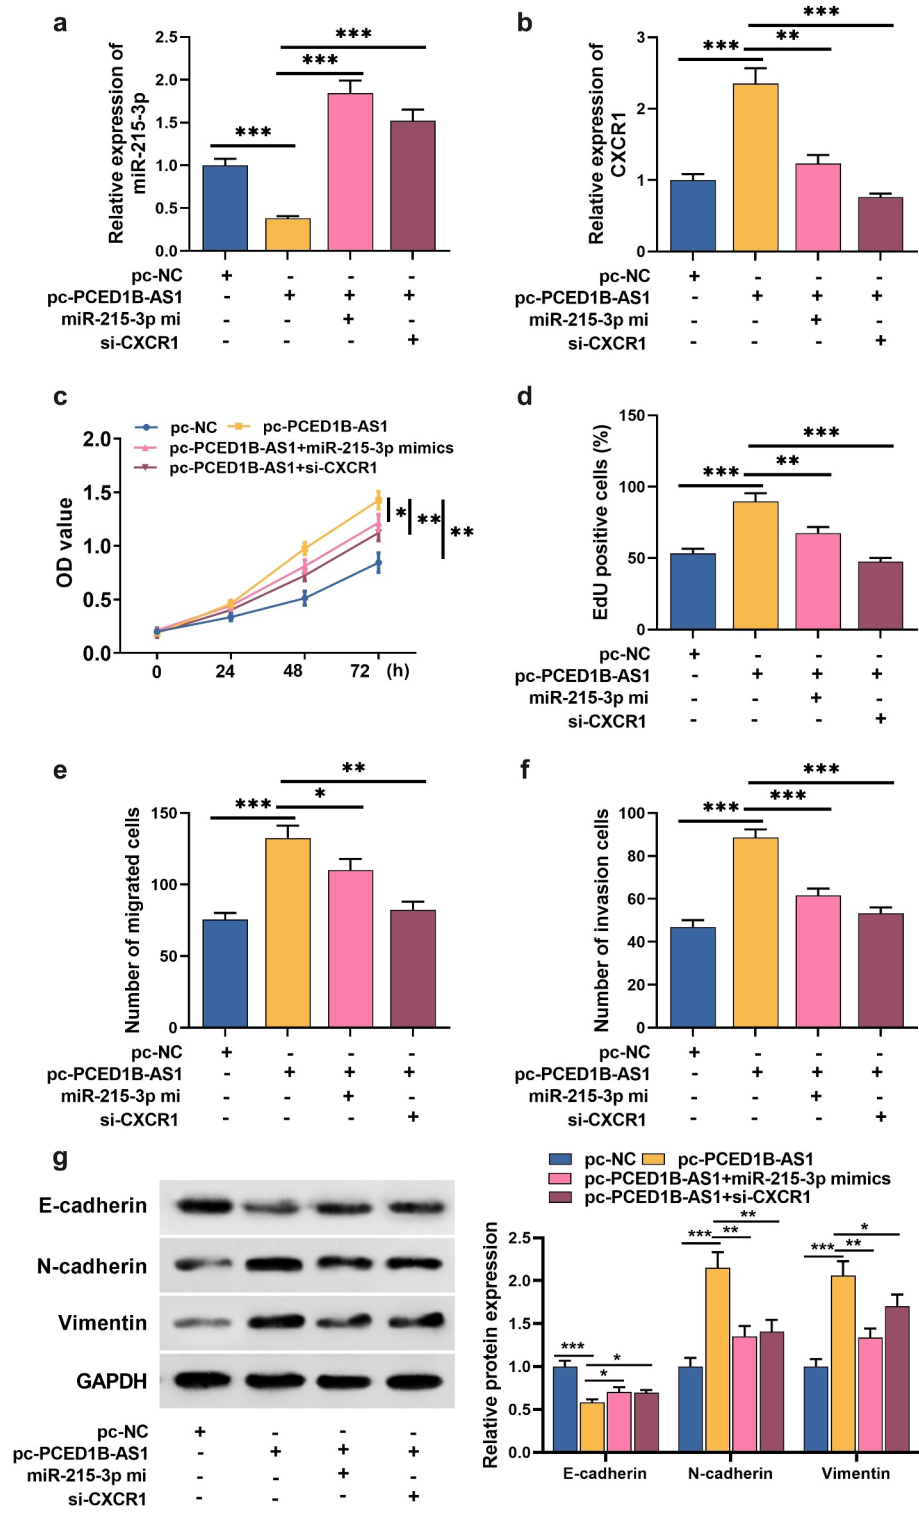 a
Relative expression of
miR-215-3p
2.5
2.0
1.5
1.0
0.5
0.0
***
***
***
pc-NC + - - -
pc-PCED1B-AS1 - + + +
miR-215-3p mi - - + -
si-CXCR1 - - - +
b
Relative expression of
CXCR1
3
2
1
0
***
**
***
pc-NC + - - -
pc-PCED1B-AS1 - + + +
miR-215-3p mi - - + -
si-CXCR1 - - - +
c
pc-NC pc-PCED1B-AS1
pc-PCED1B-AS1+miR-215-3p mimics
pc-PCED1B-AS1+si-CXCR1
OD value
2.0
1.5
1.0
0.5
0.0
* ** **
0 24 48 72 (h)
d
EdU positive cells (%)
150
100
50
0
***
**
***
pc-NC + - - -
pc-PCED1B-AS1 - + + +
miR-215-3p mi - - + -
si-CXCR1 - - - +
e
Number of migrated cells
150
100
50
0
**
*
***
pc-NC + - - -
pc-PCED1B-AS1 - + + +
miR-215-3p mi - - + -
si-CXCR1 - - - +
f
Number of invasion cells
100
80
60
40
20
0
***
***
***
pc-NC + - - -
pc-PCED1B-AS1 - + + +
miR-215-3p mi - - + -
si-CXCR1 - - - +
g
E-cadherin
N-cadherin
Vimentin
GAPDH
pc-NC + - - -
pc-PCED1B-AS1 - + + +
miR-215-3p mi - - + -
si-CXCR1 - - - +
pc-NC pc-PCED1B-AS1
pc-PCED1B-AS1+miR-215-3p mimics
pc-PCED1B-AS1+si-CXCR1
Relative protein expression
2.5
2.0
1.5
1.0
0.5
0.0
*** * *
*** ** **
*** ** *
E-cadherin N-cadherin Vimentin